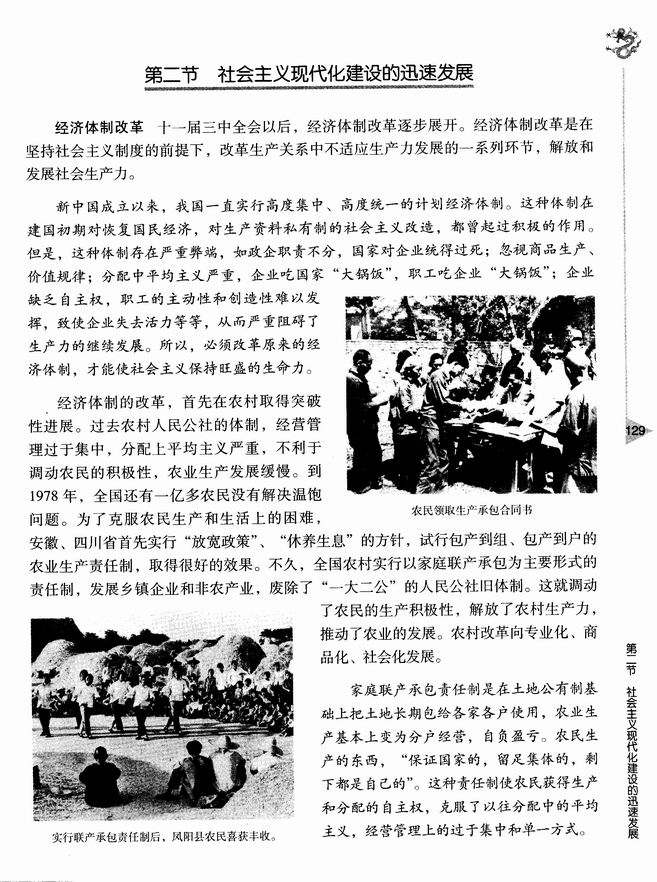 第二节 社会主义现代化建设的迅速发展
经济体制改革 十一届三中全会以后，经济体制改革逐步展开。经济体制改革是在
坚持社会主义制度的前提下，改革生产关系中不适应生产力发展的一系列环节，解放和
发展社会生产力。
新中国成立以来，我国一直实行高度集中、高度统一的计划经济体制。这种体制在
建国初期对恢复国民经济，对生产资料私有制的社会主义改造，都曾起过积极的作用。
但是，这种体制存在严重弊端，如政企职责不分，国家对企业统得过死；忽视商品生产、
价值规律；分配中平均主义严重，企业吃国家“大锅饭”，职工吃企业“大锅饭”；企业
缺乏自主权，职工的主动性和创造性难以发
挥，致使企业失去活力等等，从而严重阻碍了
生产力的继续发展。所以，必须改革原来的经
济体制，才能使社会主义保持旺盛的生命力。
经济体制的改革，首先在农村取得突破
性进展。过去农村人民公社的体制，经营管
理过于集中，分配上平均主义严重，不利于
调动农民的积极性，农业生产发展缓慢。到
1978年，全国还有一亿多农民没有解决温饱
问题。为了克服农民生产和生活上的困难，
农民领取生产承包合同书
安徽、四川省首先实行“放宽政策”、“休养生息”的方针，试行包产到组、包产到户的
农业生产责任制，取得很好的效果。不久，全国农村实行以家庭联产承包为主要形式的
责任制，发展乡镇企业和非农产业，废除了“一大二公”的人民公社旧体制。这就调动
了农民的生产积极性，解放了农村生产力，
推动了农业的发展。农村改革向专业化、商
品化、社会化发展。
家庭联产承包责任制是在土地公有制基
础上把土地长期包给各家各户使用，农业生
产基本上变为分户经营，自负盈亏。农民生
产的东西，“保证国家的，留足集体的，剩
下都是自己的”。这种责任制使农民获得生产
和分配的自主权，克服了以往分配中的平均
主义，经营管理上的过于集中和单一方式。
实行联产承包责任制后，凤阳县农民喜获丰收。
129
第二节 社会主义现代化建设的迅速发展